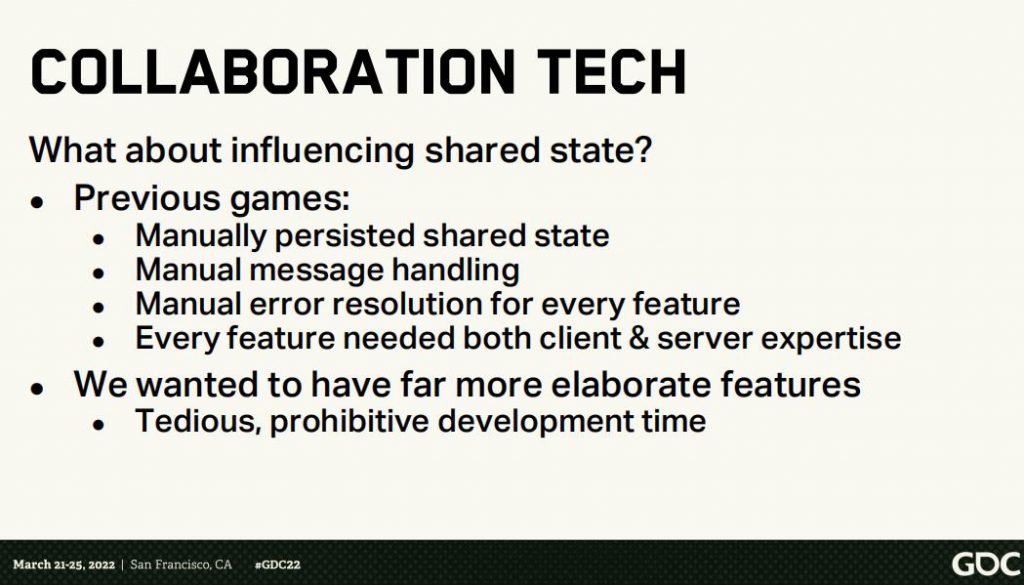 COLLABORATION TECH
What about influencing shared state?
● Previous games:
● Manually persisted shared state
● Manual message handling
● Manual error resolution for every feature
● Every feature needed both client & server expertise
● We wanted to have far more elaborate features
● Tedious, prohibitive development time
March 21-25, 2022 | San Francisco, CA #GDC22
GDC